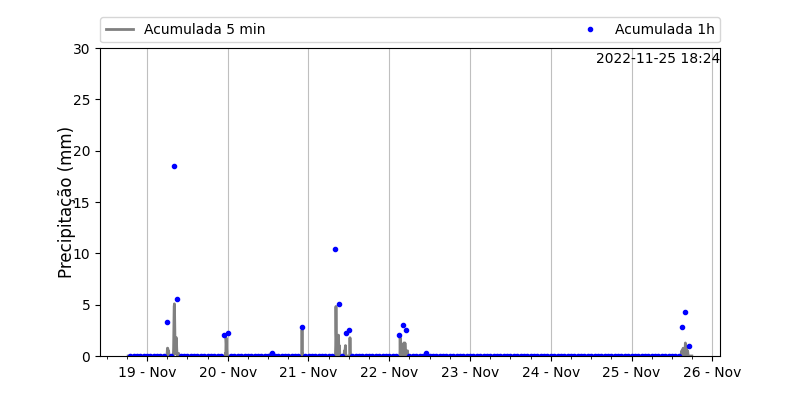 Acumulada 5 min
Acumulada 1h
2022-11-25 18:24
Precipitação (mm)
30
25
20
15
10
5
0
19 - Nov
20 - Nov
21 - Nov
22 - Nov
23 - Nov
24 - Nov
25 - Nov
26 - Nov